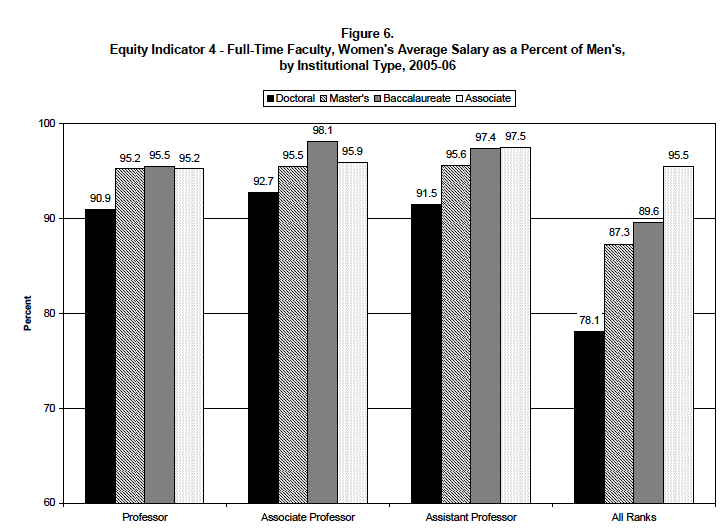 Figure 6.
Equity Indicator 4 - Full-Time Faculty, Women's Average Salary as a Percent of Men's,
by Institutional Type, 2005-06
Doctoral Master's Baccalaureate Associate
100
90
80
70
60
Percent
90.9
95.2
95.5
95.2
92.7
95.5
98.1
95.9
91.5
95.6
97.4
97.5
78.1
87.3
89.6
95.5
Professor
Associate Professor
Assistant Professor
All Ranks